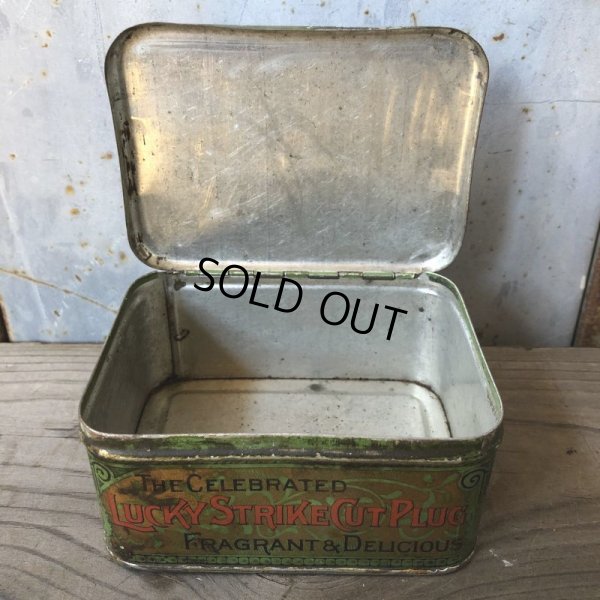 SOLD OUT
THE CELEBRATED
LUCKY STRIKE CUT PLUG
FRAGRANT & DELICIOUS